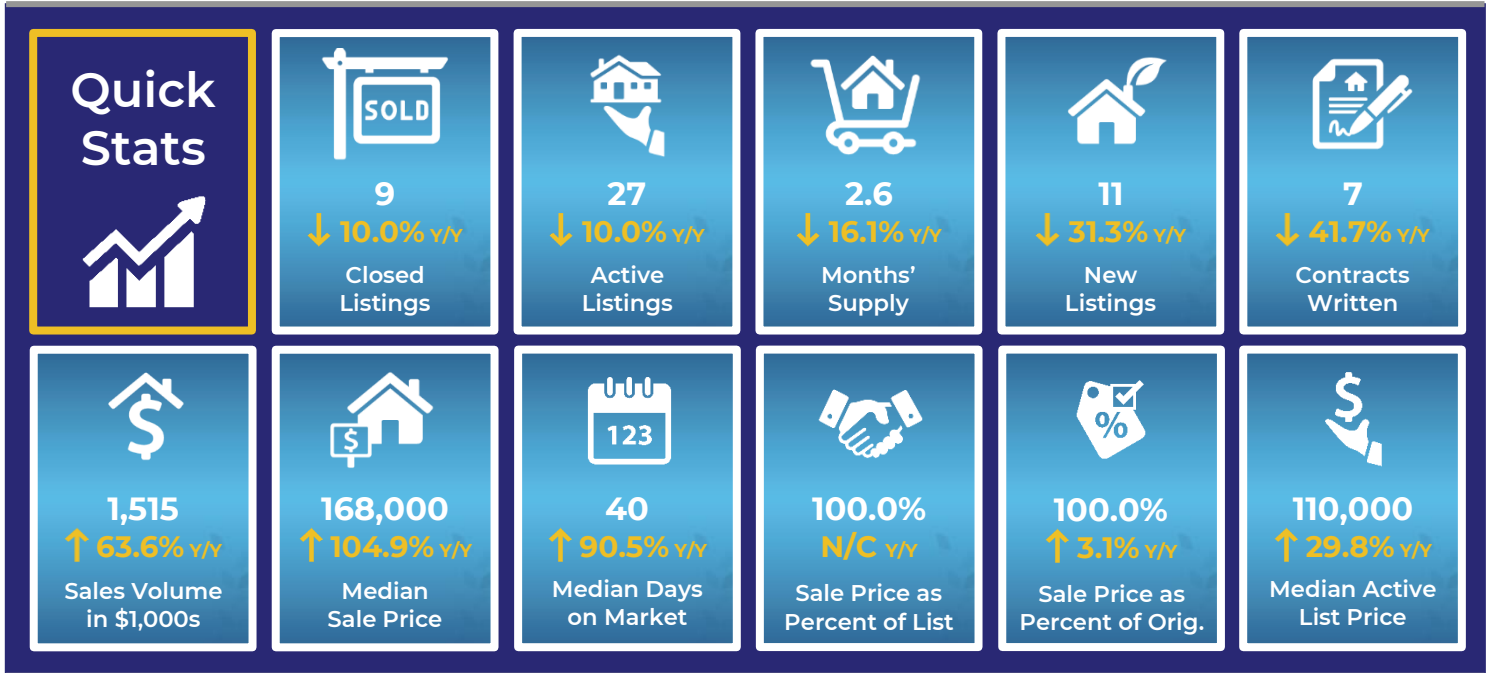 Quick
Stats
SOLD
9
↓ 10.0% Y/Y
Closed
Listings
27
↓ 10.0% Y/Y
Active
Listings
2.6
↓ 16.1% Y/Y
Months’
Supply
11
↓ 31.3% Y/Y
New
Listings
7
↓ 41.7% Y/Y
Contracts
Written
$
1,515
↑ 63.6% Y/Y
Sales Volume
in $1,000s
$
168,000
↑ 104.9% Y/Y
Median
Sale Price
123
40
↑ 90.5% Y/Y
Median Days
on Market
100.0%
N/C Y/Y
Sale Price as
Percent of List
%
100.0%
↑ 3.1% Y/Y
Sale Price as
Percent of Orig.
$
110,000
↑ 29.8% Y/Y
Median Active
List Price